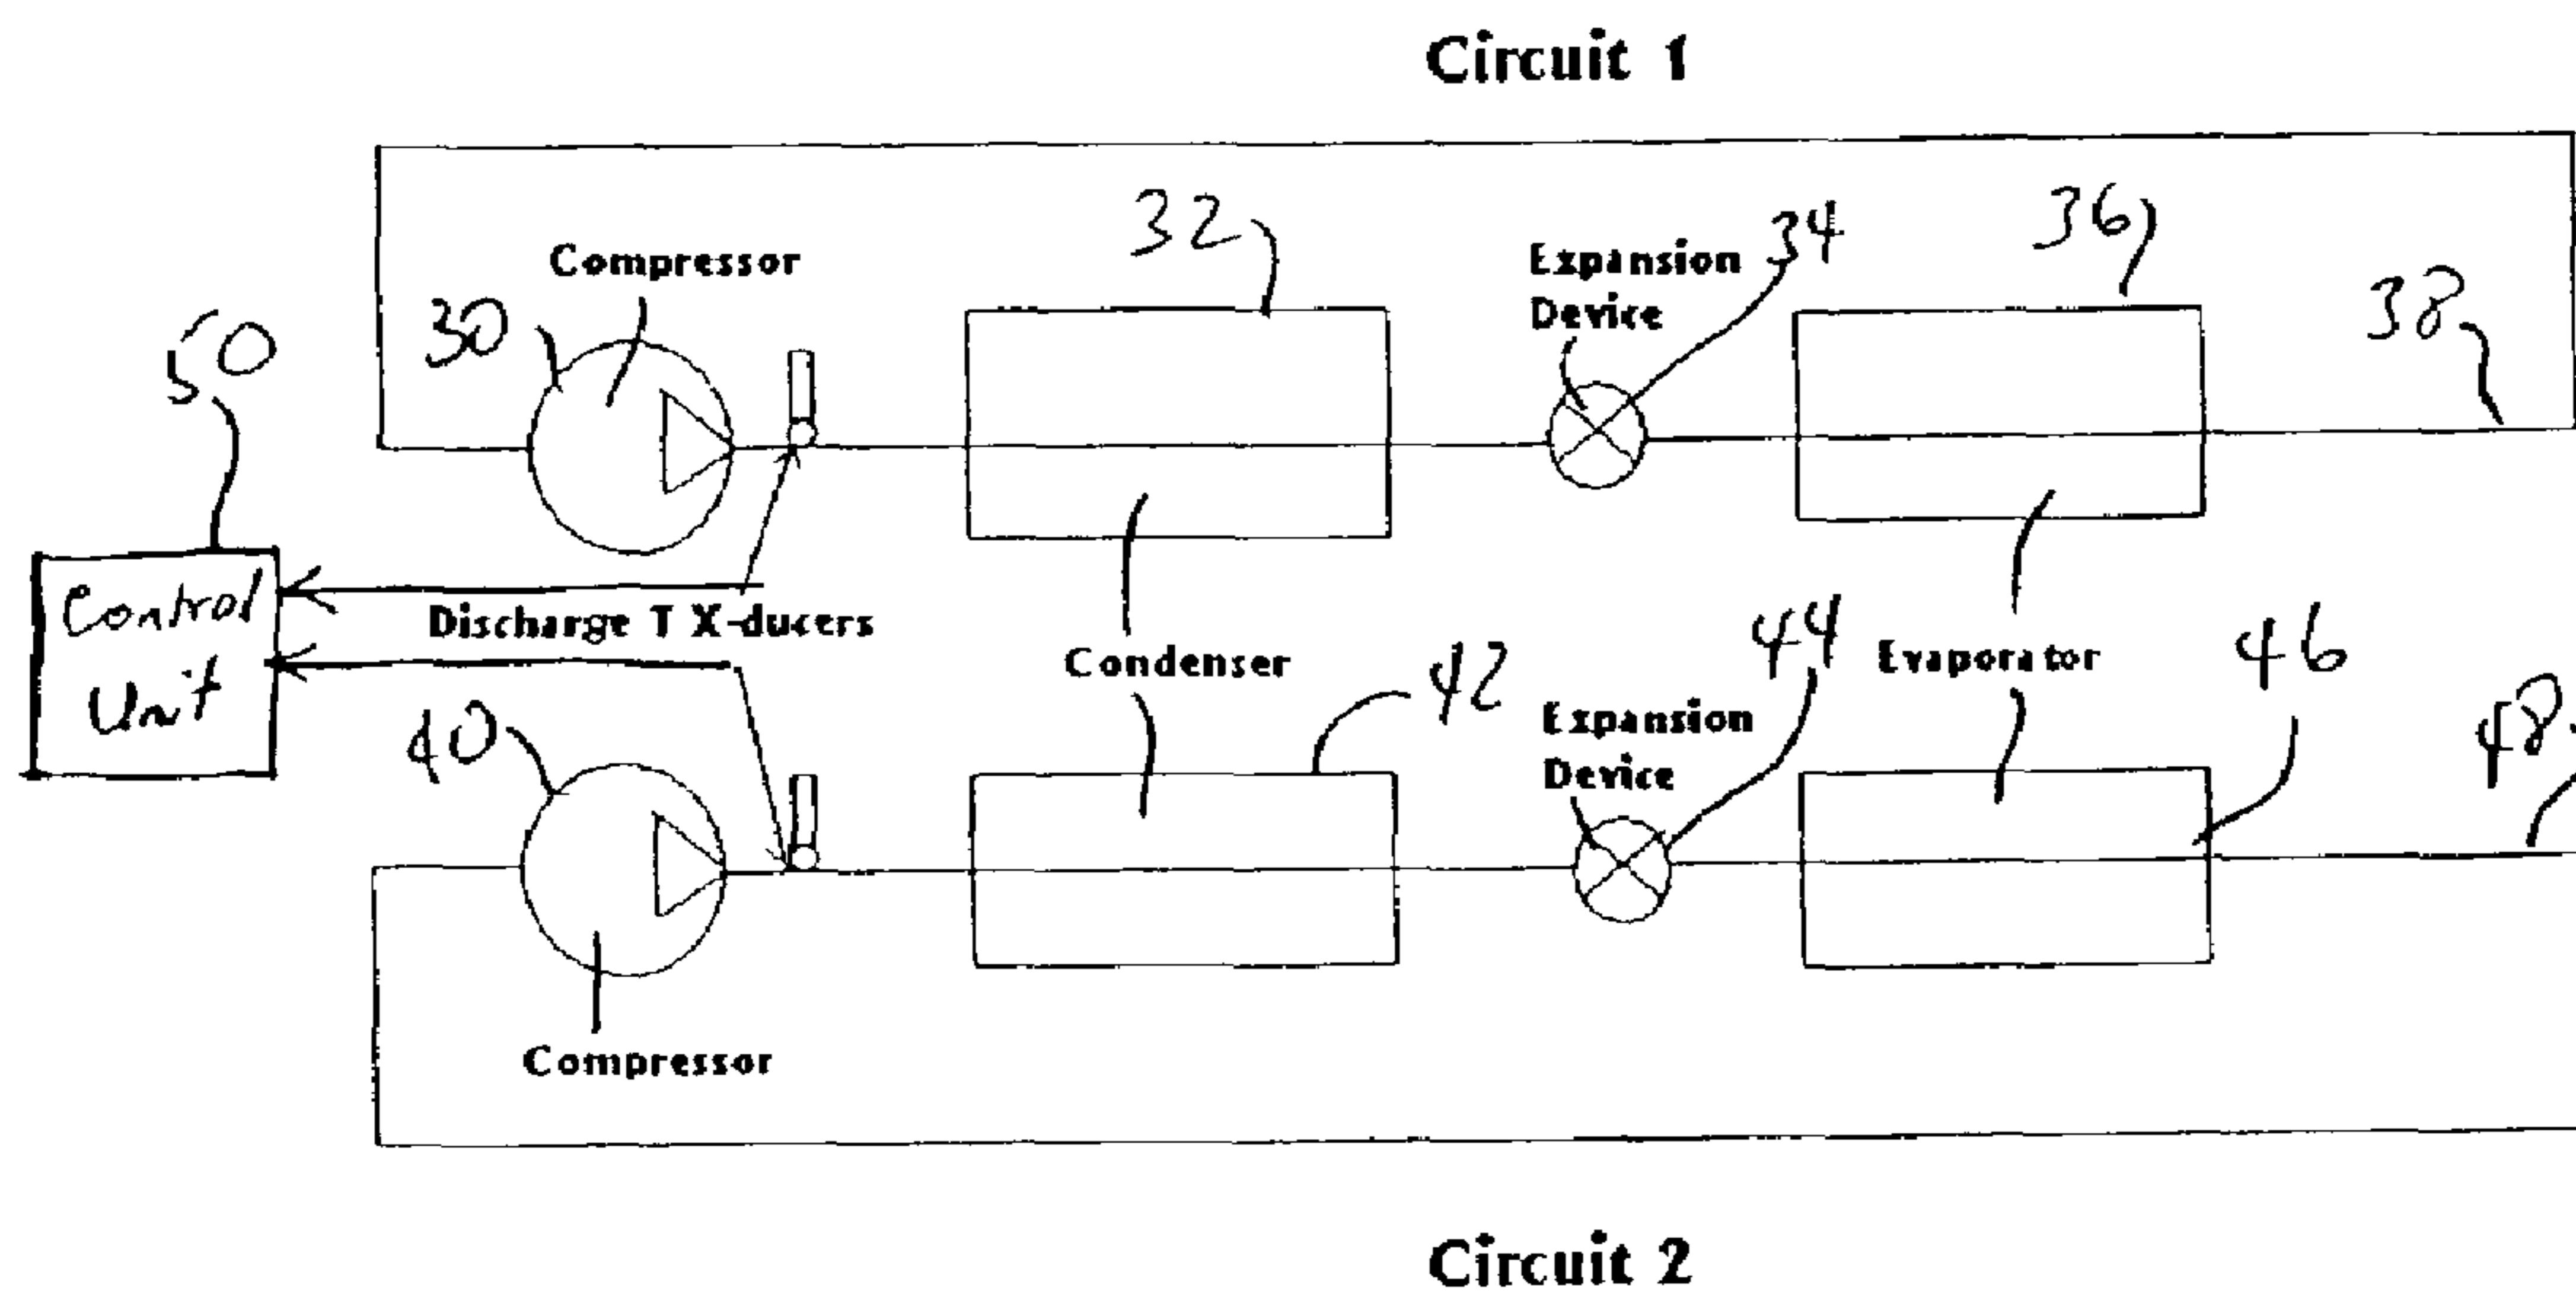 Circuit 1
32
34
36
38
Compressor
30
Expansion
Device
50
Control
Unit
Discharge T X-ducers
Condenser
Evaporator
40
42
44
46
48
Expansion
Device
Compressor
Circuit 2